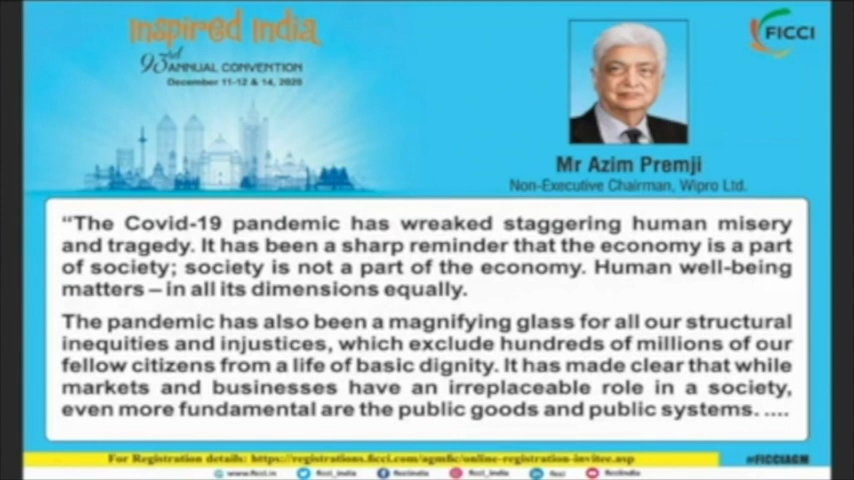 Inspired India
93rd ANNUAL CONVENTION
December 11-12 & 14, 2020
FICCI
Mr Azim Premji
Non-Executive Chairman, Wipro Ltd.
“The Covid-19 pandemic has wreaked staggering human misery
and tragedy. It has been a sharp reminder that the economy is a part
of society; society is not a part of the economy. Human well-being
matters – in all its dimensions equally.
The pandemic has also been a magnifying glass for all our structural
inequities and injustices, which exclude hundreds of millions of our
fellow citizens from a life of basic dignity. It has made clear that while
markets and businesses have an irreplaceable role in a society,
even more fundamental are the public goods and public systems. ....
For Registration details: https://registrations.ficci.com/agmfic/online-registration-invitee.asp
#FICCIAGM
www.ficci.in ficci_india ficciindia ficci_india ficci ficciindia